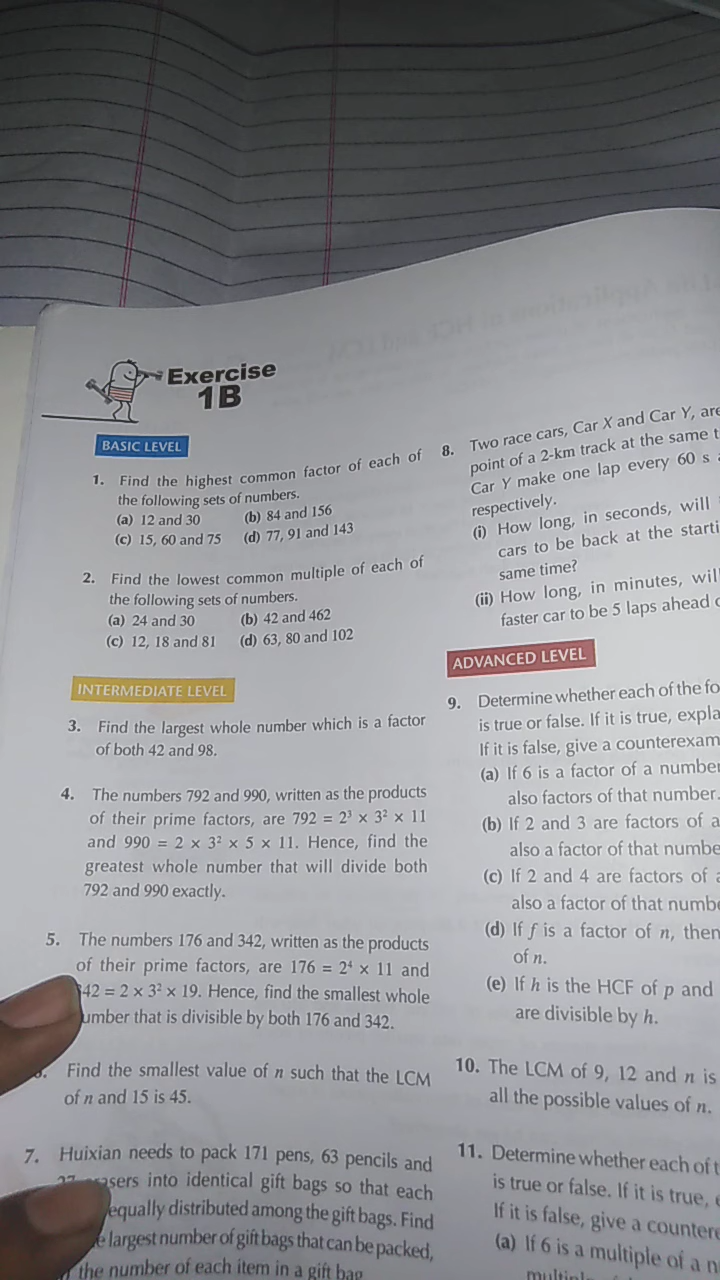 Exercise
1B
BASIC LEVEL
1. Find the highest common factor of each of
the following sets of numbers.
(a) 12 and 30 (b) 84 and 156
(c) 15, 60 and 75 (d) 77, 91 and 143
2. Find the lowest common multiple of each of
the following sets of numbers.
(a) 24 and 30 (b) 42 and 462
(c) 12, 18 and 81 (d) 63, 80 and 102
INTERMEDIATE LEVEL
3. Find the largest whole number which is a factor
of both 42 and 98.
4. The numbers 792 and 990, written as the products
of their prime factors, are 792 = 2³ × 3² × 11
and 990 = 2 × 3² × 5 × 11. Hence, find the
greatest whole number that will divide both
792 and 990 exactly.
5. The numbers 176 and 342, written as the products
of their prime factors, are 176 = 2⁴ × 11 and
42 = 2 × 3² × 19. Hence, find the smallest whole
umber that is divisible by both 176 and 342.
Find the smallest value of n such that the LCM
of n and 15 is 45.
7. Huixian needs to pack 171 pens, 63 pencils and
sers into identical gift bags so that each
equally distributed among the gift bags. Find
e largest number of gift bags that can be packed,
the number of each item in a gift bag
8. Two race cars, Car X and Car Y, are
point of a 2-km track at the same t
Car Y make one lap every 60 s
respectively.
(i) How long, in seconds, will
cars to be back at the starti
same time?
(ii) How long, in minutes, wil
faster car to be 5 laps ahead
ADVANCED LEVEL
9. Determine whether each of the fo
is true or false. If it is true, expla
If it is false, give a counterexam
(a) If 6 is a factor of a number
also factors of that number.
(b) If 2 and 3 are factors of a
also a factor of that numbe
(c) If 2 and 4 are factors of
also a factor of that numb
(d) If f is a factor of n, then
of n.
(e) If h is the HCF of p and
are divisible by h.
10. The LCM of 9, 12 and n is
all the possible values of n.
11. Determine whether each of t
is true or false. If it is true,
If it is false, give a counter
(a) If 6 is a multiple of a n